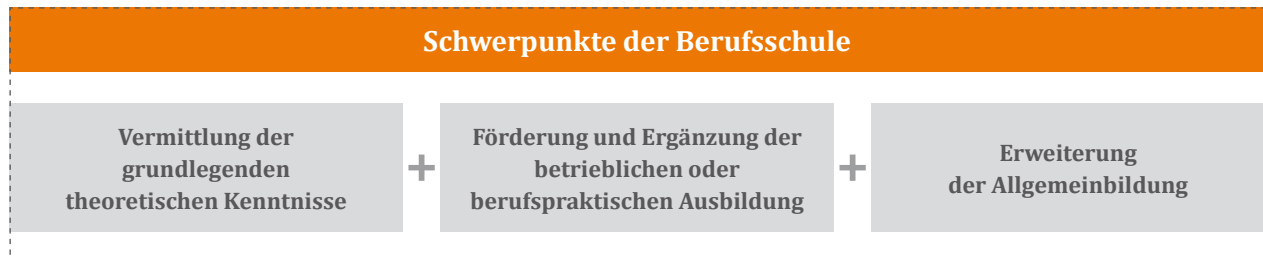 Schwerpunkte der Berufsschule
Vermittlung der
grundlegenden
theoretischen Kenntnisse
+
Förderung und Ergänzung der
betrieblichen oder
berufspraktischen Ausbildung
+
Erweiterung
der Allgemeinbildung